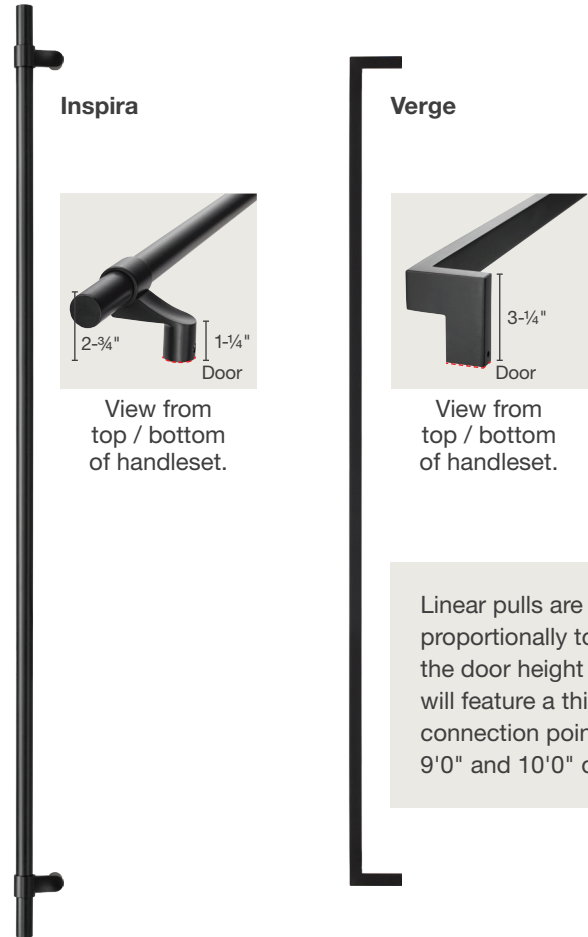 Inspira
2-¾"
1-¼"
Door
View from
top / bottom
of handleset.
Verge
3-¼"
Door
View from
top / bottom
of handleset.
Linear pulls are
proportionally to
the door height
will feature a thi
connection poin
9'0" and 10'0"